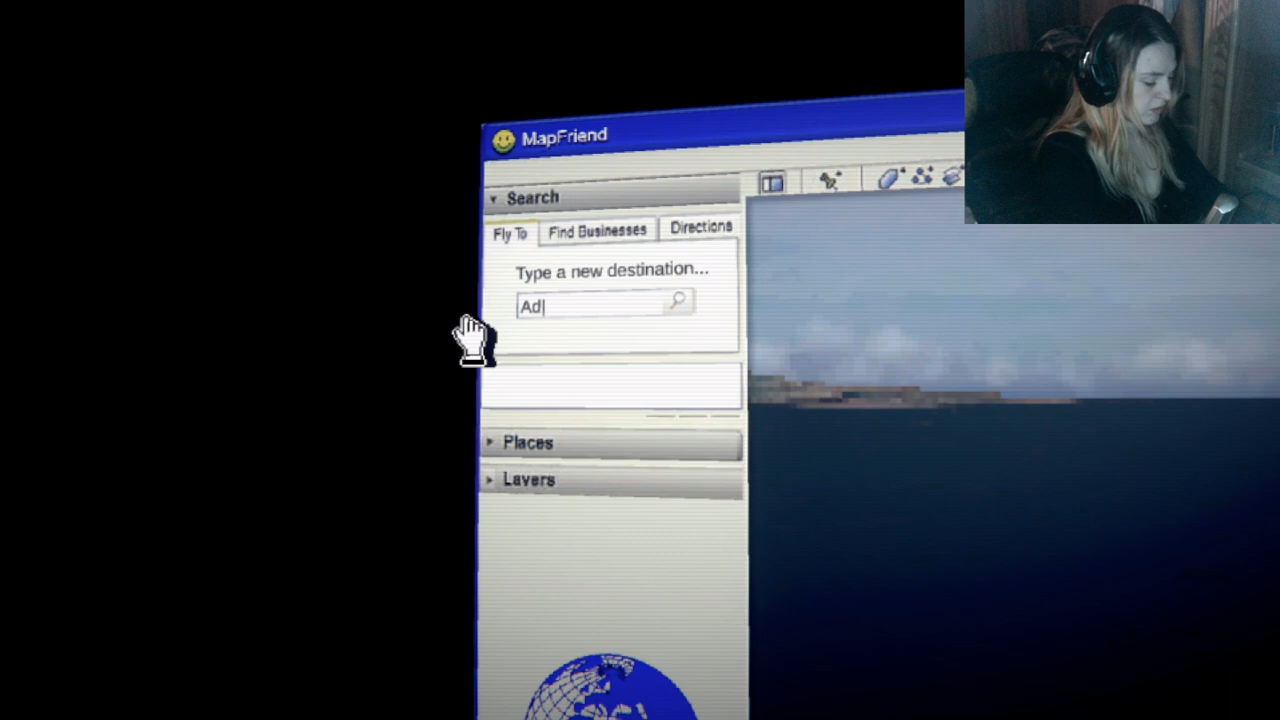 MapFriend
Search
Fly To
Find Businesses
Directions
Type a new destination...
Ad
Places
Layers